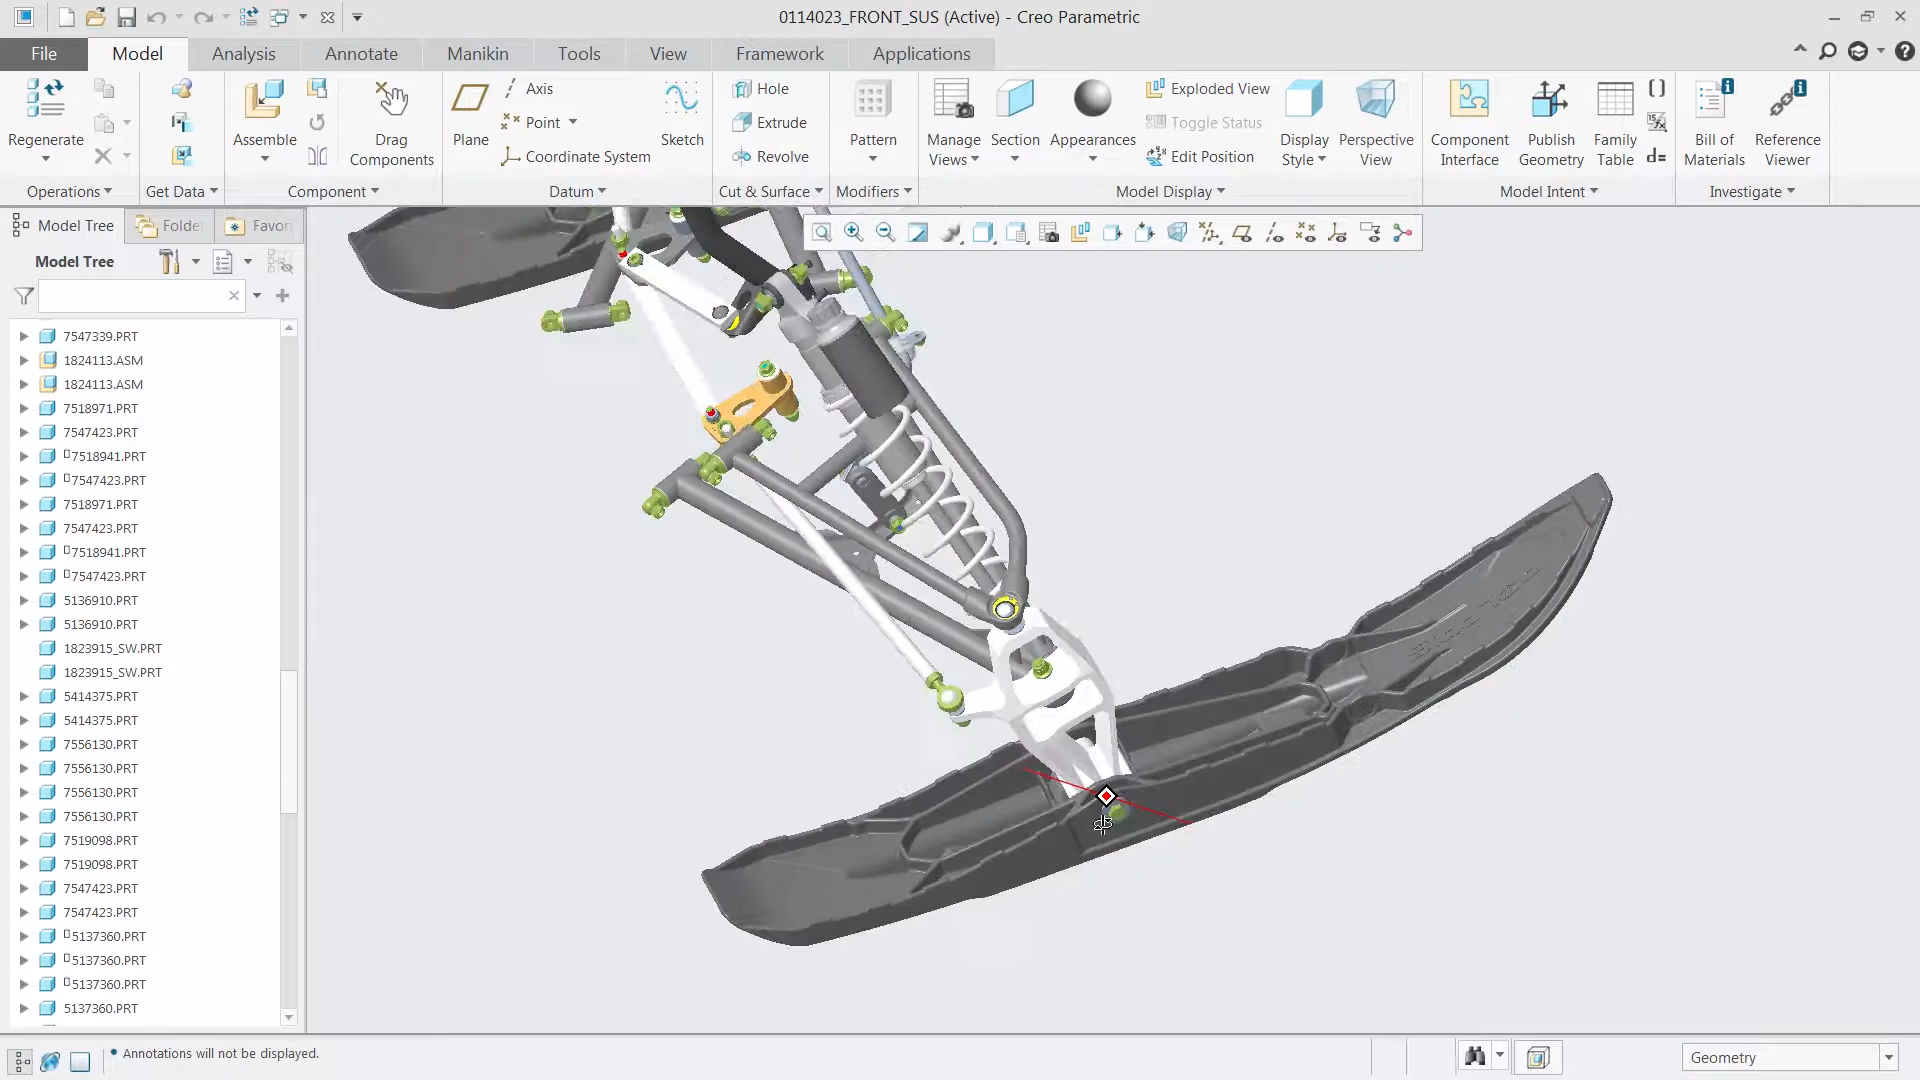 0114023_FRONT_SUS (Active) - Creo Parametric
File Model Analysis Annotate Manikin Tools View Framework Applications
Regenerate
Operations
Get Data
Assemble
Drag Components
Component
Plane
Axis
Point
Coordinate System
Sketch
Datum
Hole
Extrude
Revolve
Cut & Surface
Pattern
Modifiers
Manage Views
Section
Appearances
Exploded View
Toggle Status
Edit Position
Display Style
Perspective View
Model Display
Component Interface
Publish Geometry
Family Table
d=
Model Intent
Bill of Materials
Reference Viewer
Investigate
Model Tree Folde Favori
Model Tree
7547339.PRT
1824113.ASM
1824113.ASM
7518971.PRT
7547423.PRT
7518941.PRT
7547423.PRT
7518971.PRT
7547423.PRT
7518941.PRT
7547423.PRT
5136910.PRT
5136910.PRT
1823915_SW.PRT
1823915_SW.PRT
5414375.PRT
5414375.PRT
7556130.PRT
7556130.PRT
7556130.PRT
7556130.PRT
7519098.PRT
7519098.PRT
7547423.PRT
7547423.PRT
5137360.PRT
5137360.PRT
5137360.PRT
5137360.PRT
Annotations will not be displayed.
Geometry